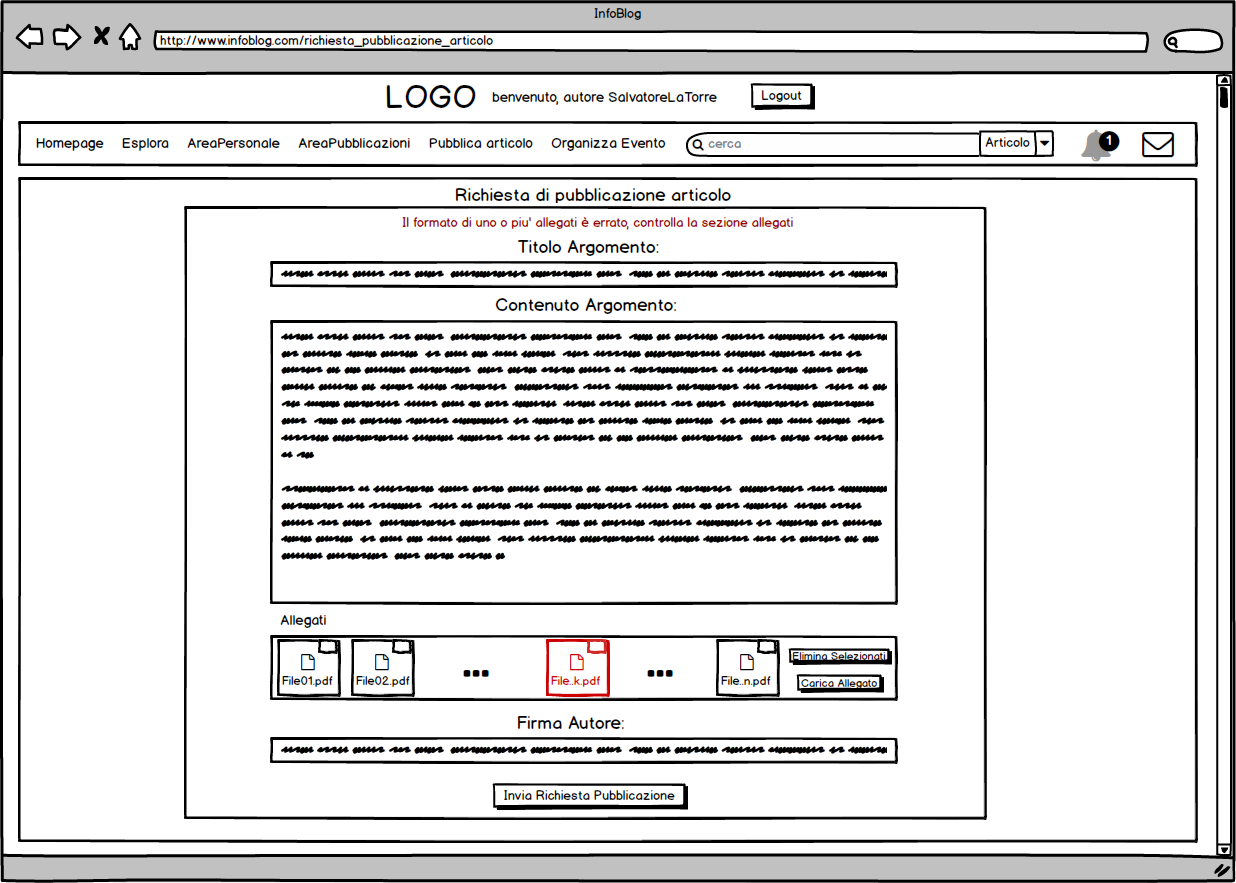 InfoBlog
http://www.infoblog.com/richiesta_pubblicazione_articolo
LOGO benvenuto, autore SalvatoreLaTorre Logout
Homepage Esplora AreaPersonale AreaPubblicazioni Pubblica articolo Organizza Evento cerca Articolo 1
Richiesta di pubblicazione articolo
Il formato di uno o piu' allegati è errato, controlla la sezione allegati
Titolo Argomento:
Contenuto Argomento:
Allegati
File01.pdf File02.pdf ... File..k.pdf ... File..n.pdf
Elimina Selezionati
Carica Allegato
Firma Autore:
Invia Richiesta Pubblicazione